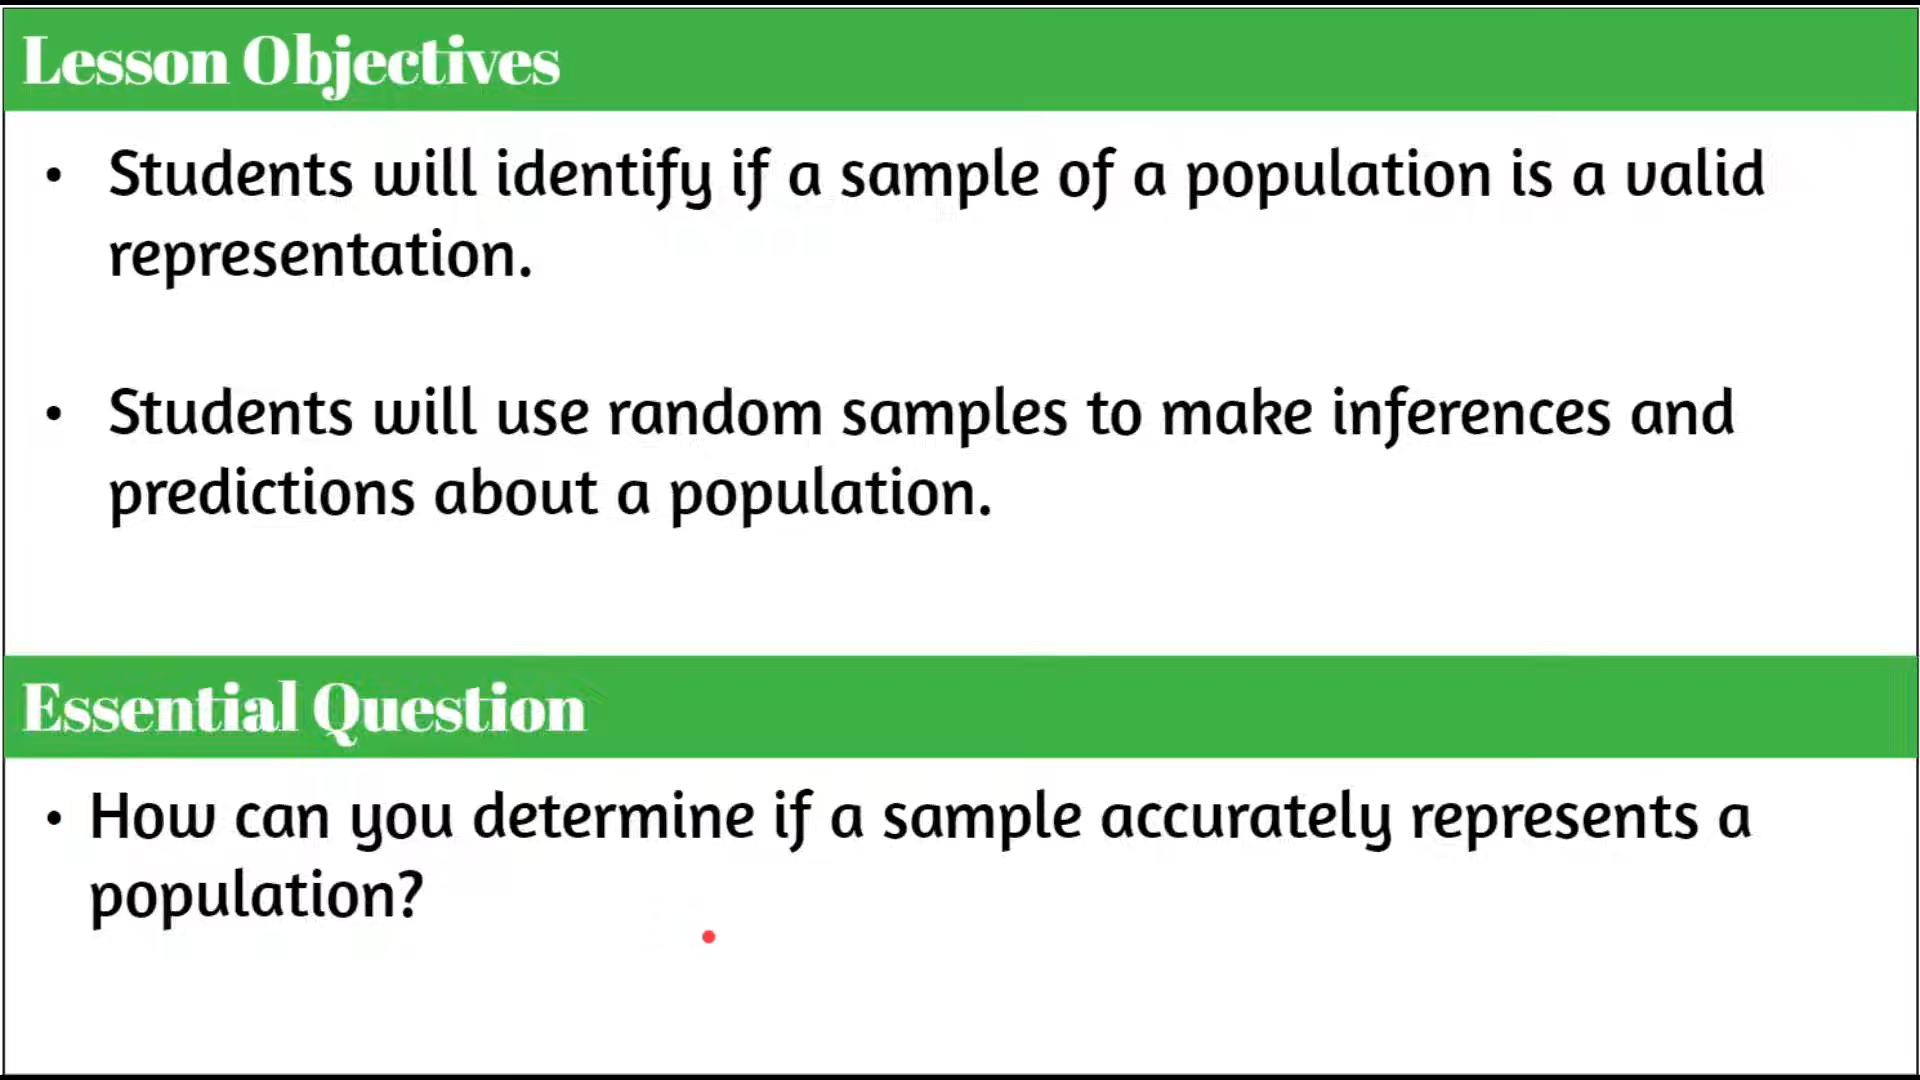 Lesson Objectives
• Students will identify if a sample of a population is a valid
representation.
• Students will use random samples to make inferences and
predictions about a population.
Essential Question
• How can you determine if a sample accurately represents a
population?